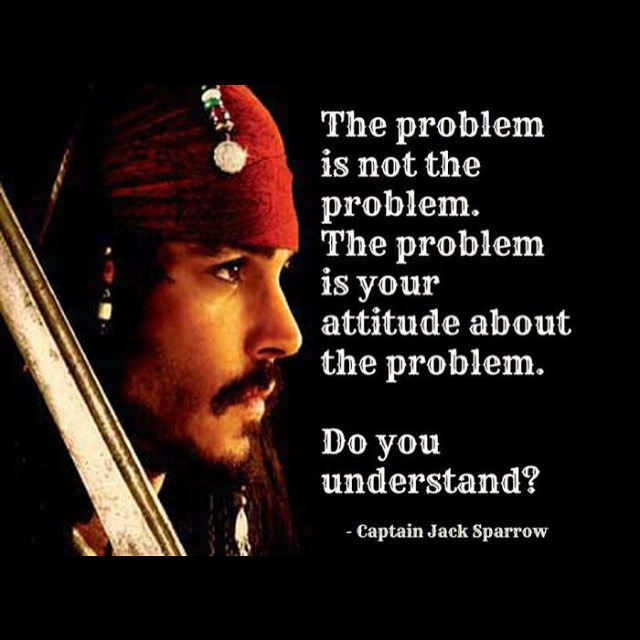 The problem
is not the
problem.
The problem
is your
attitude about
the problem.
Do you
understand?
- Captain Jack Sparrow